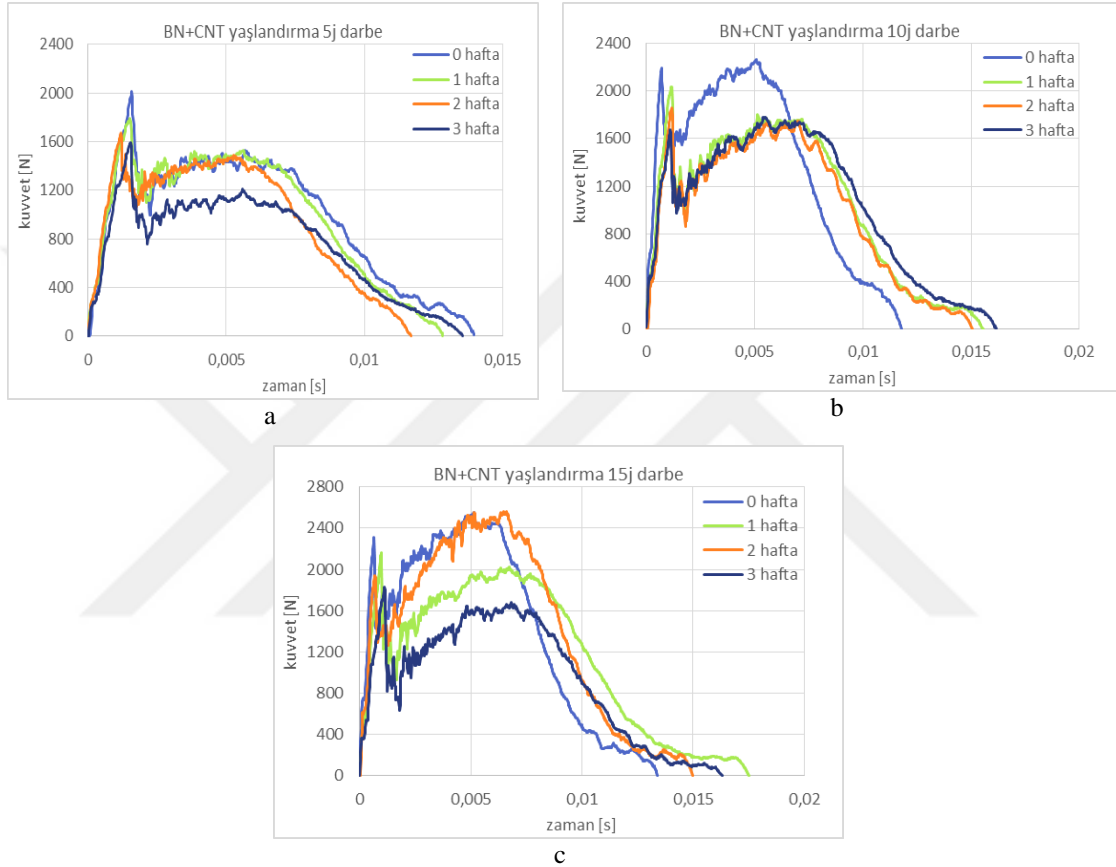 BN+CNT yaşlandırma 5j darbe
2400
2000
1600
1200
800
400
0
kuvvet [N]
0 hafta
1 hafta
2 hafta
3 hafta
0
0,005
0,01
0,015
zaman [s]
a
BN+CNT yaşlandırma 10j darbe
2400
2000
1600
1200
800
400
0
kuvvet [N]
0 hafta
1 hafta
2 hafta
3 hafta
0
0,005
0,01
0,015
0,02
zaman [s]
b
BN+CNT yaşlandırma 15j darbe
2800
2400
2000
1600
1200
800
400
0
kuvvet [N]
0 hafta
1 hafta
2 hafta
3 hafta
0
0,005
0,01
0,015
0,02
zaman [s]
c